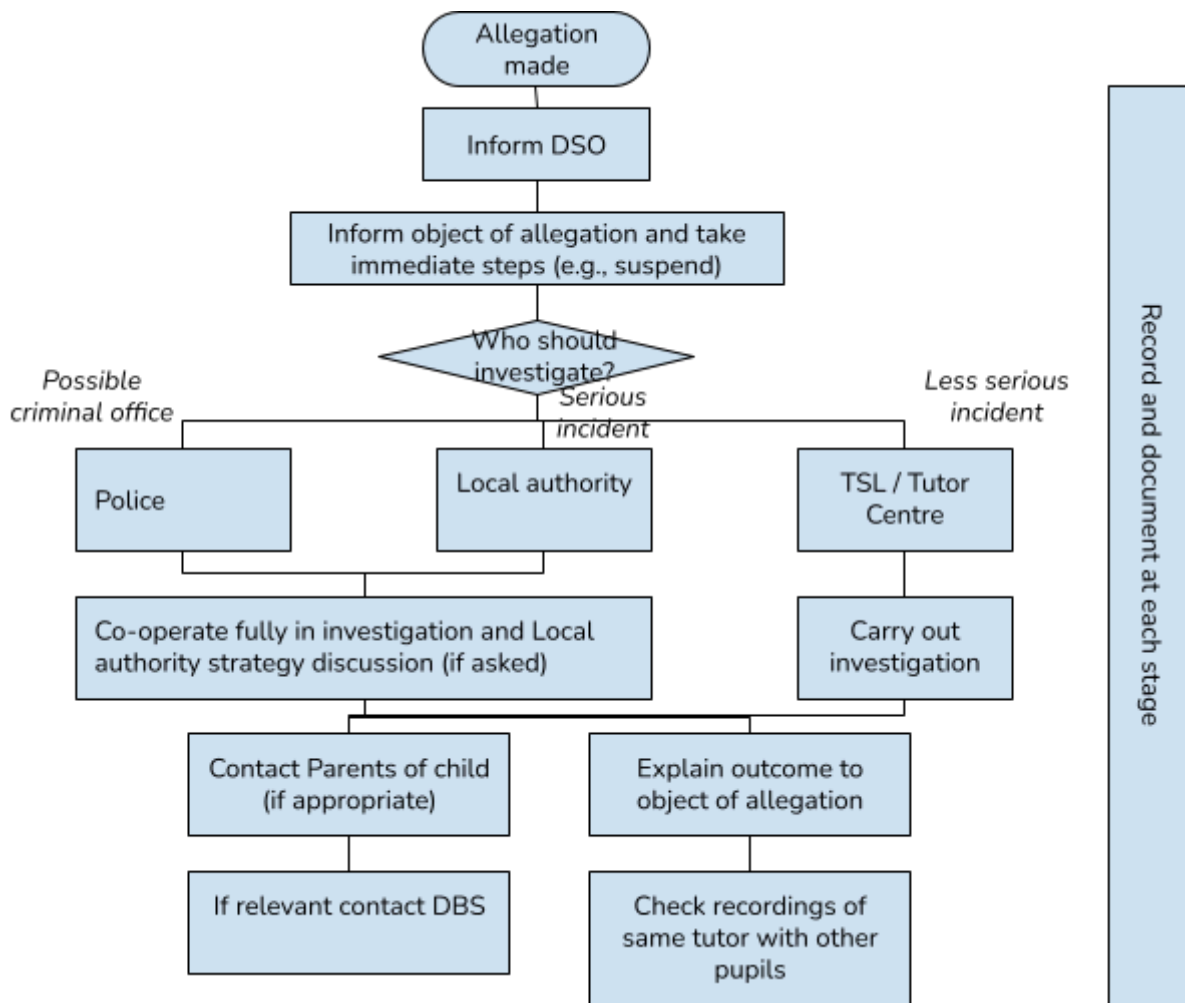 Allegation
made
Inform DSO
Inform object of allegation and take
immediate steps (e.g., suspend)
Who should
investigate?
Possible
criminal office
Serious
incident
Less serious
incident
Police
Local authority
TSL / Tutor
Centre
Co-operate fully in investigation and Local
authority strategy discussion (if asked)
Carry out
investigation
Contact Parents of child
(if appropriate)
Explain outcome to
object of allegation
If relevant contact DBS
Check recordings of
same tutor with other
pupils
Record and document at each stage